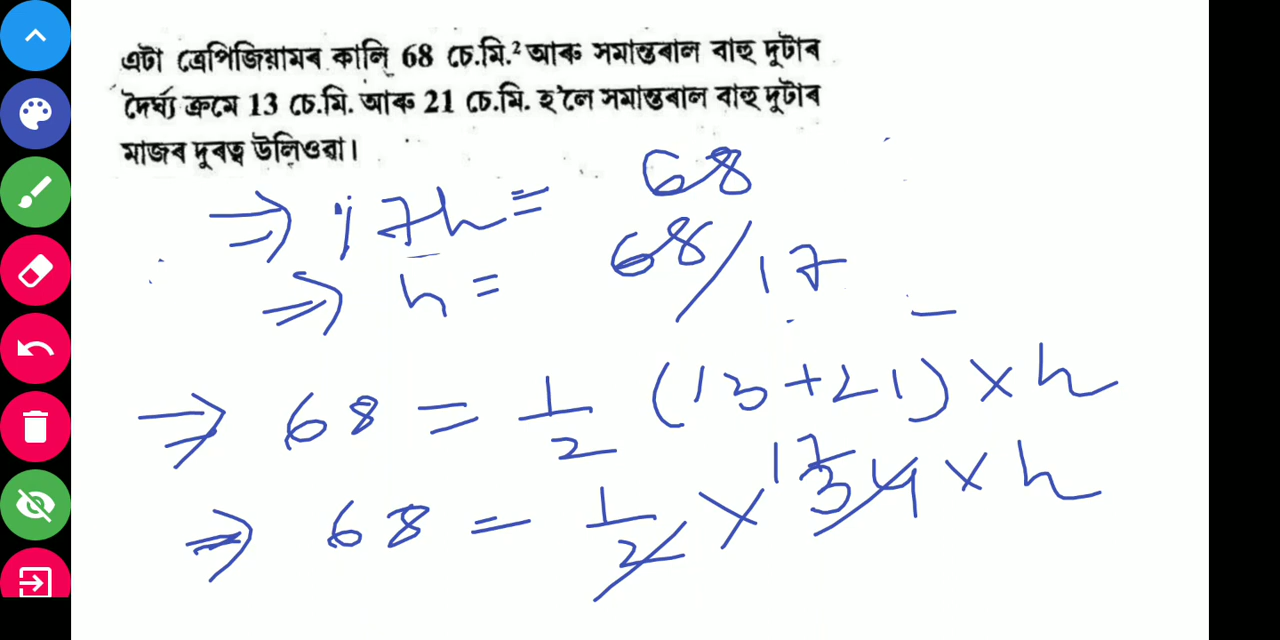 এটা ত্ৰেপিজিয়ামৰ কালি 68 চে.মি.² আৰু সমান্তৰাল বাহু দুটাৰ
দৈৰ্ঘ্য ক্ৰমে 13 চে.মি. আৰু 21 চে.মি. হ'লে সমান্তৰাল বাহু দুটাৰ
মাজৰ দূৰত্ব উলিওৱা।
⇒ 17h = 68
⇒ h = 68/17
⇒ 68 = 1/2 (13+21) × h
⇒ 68 = 1/2 × 17 34 × h